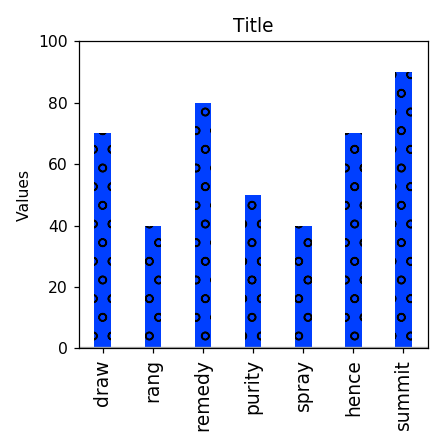 Title
Values
100
80
60
40
20
0
draw
rang
remedy
purity
spray
hence
summit